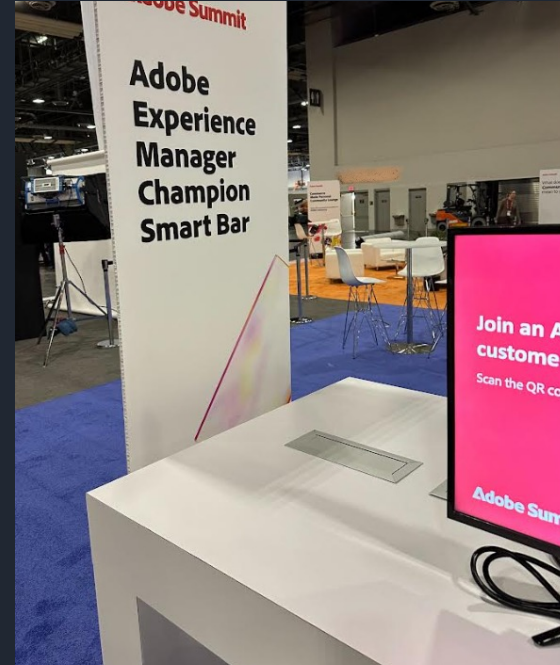 Adobe Summit
Adobe
Experience
Manager
Champion
Smart Bar
Join an A
custome
Scan the QR co
Adobe Sum